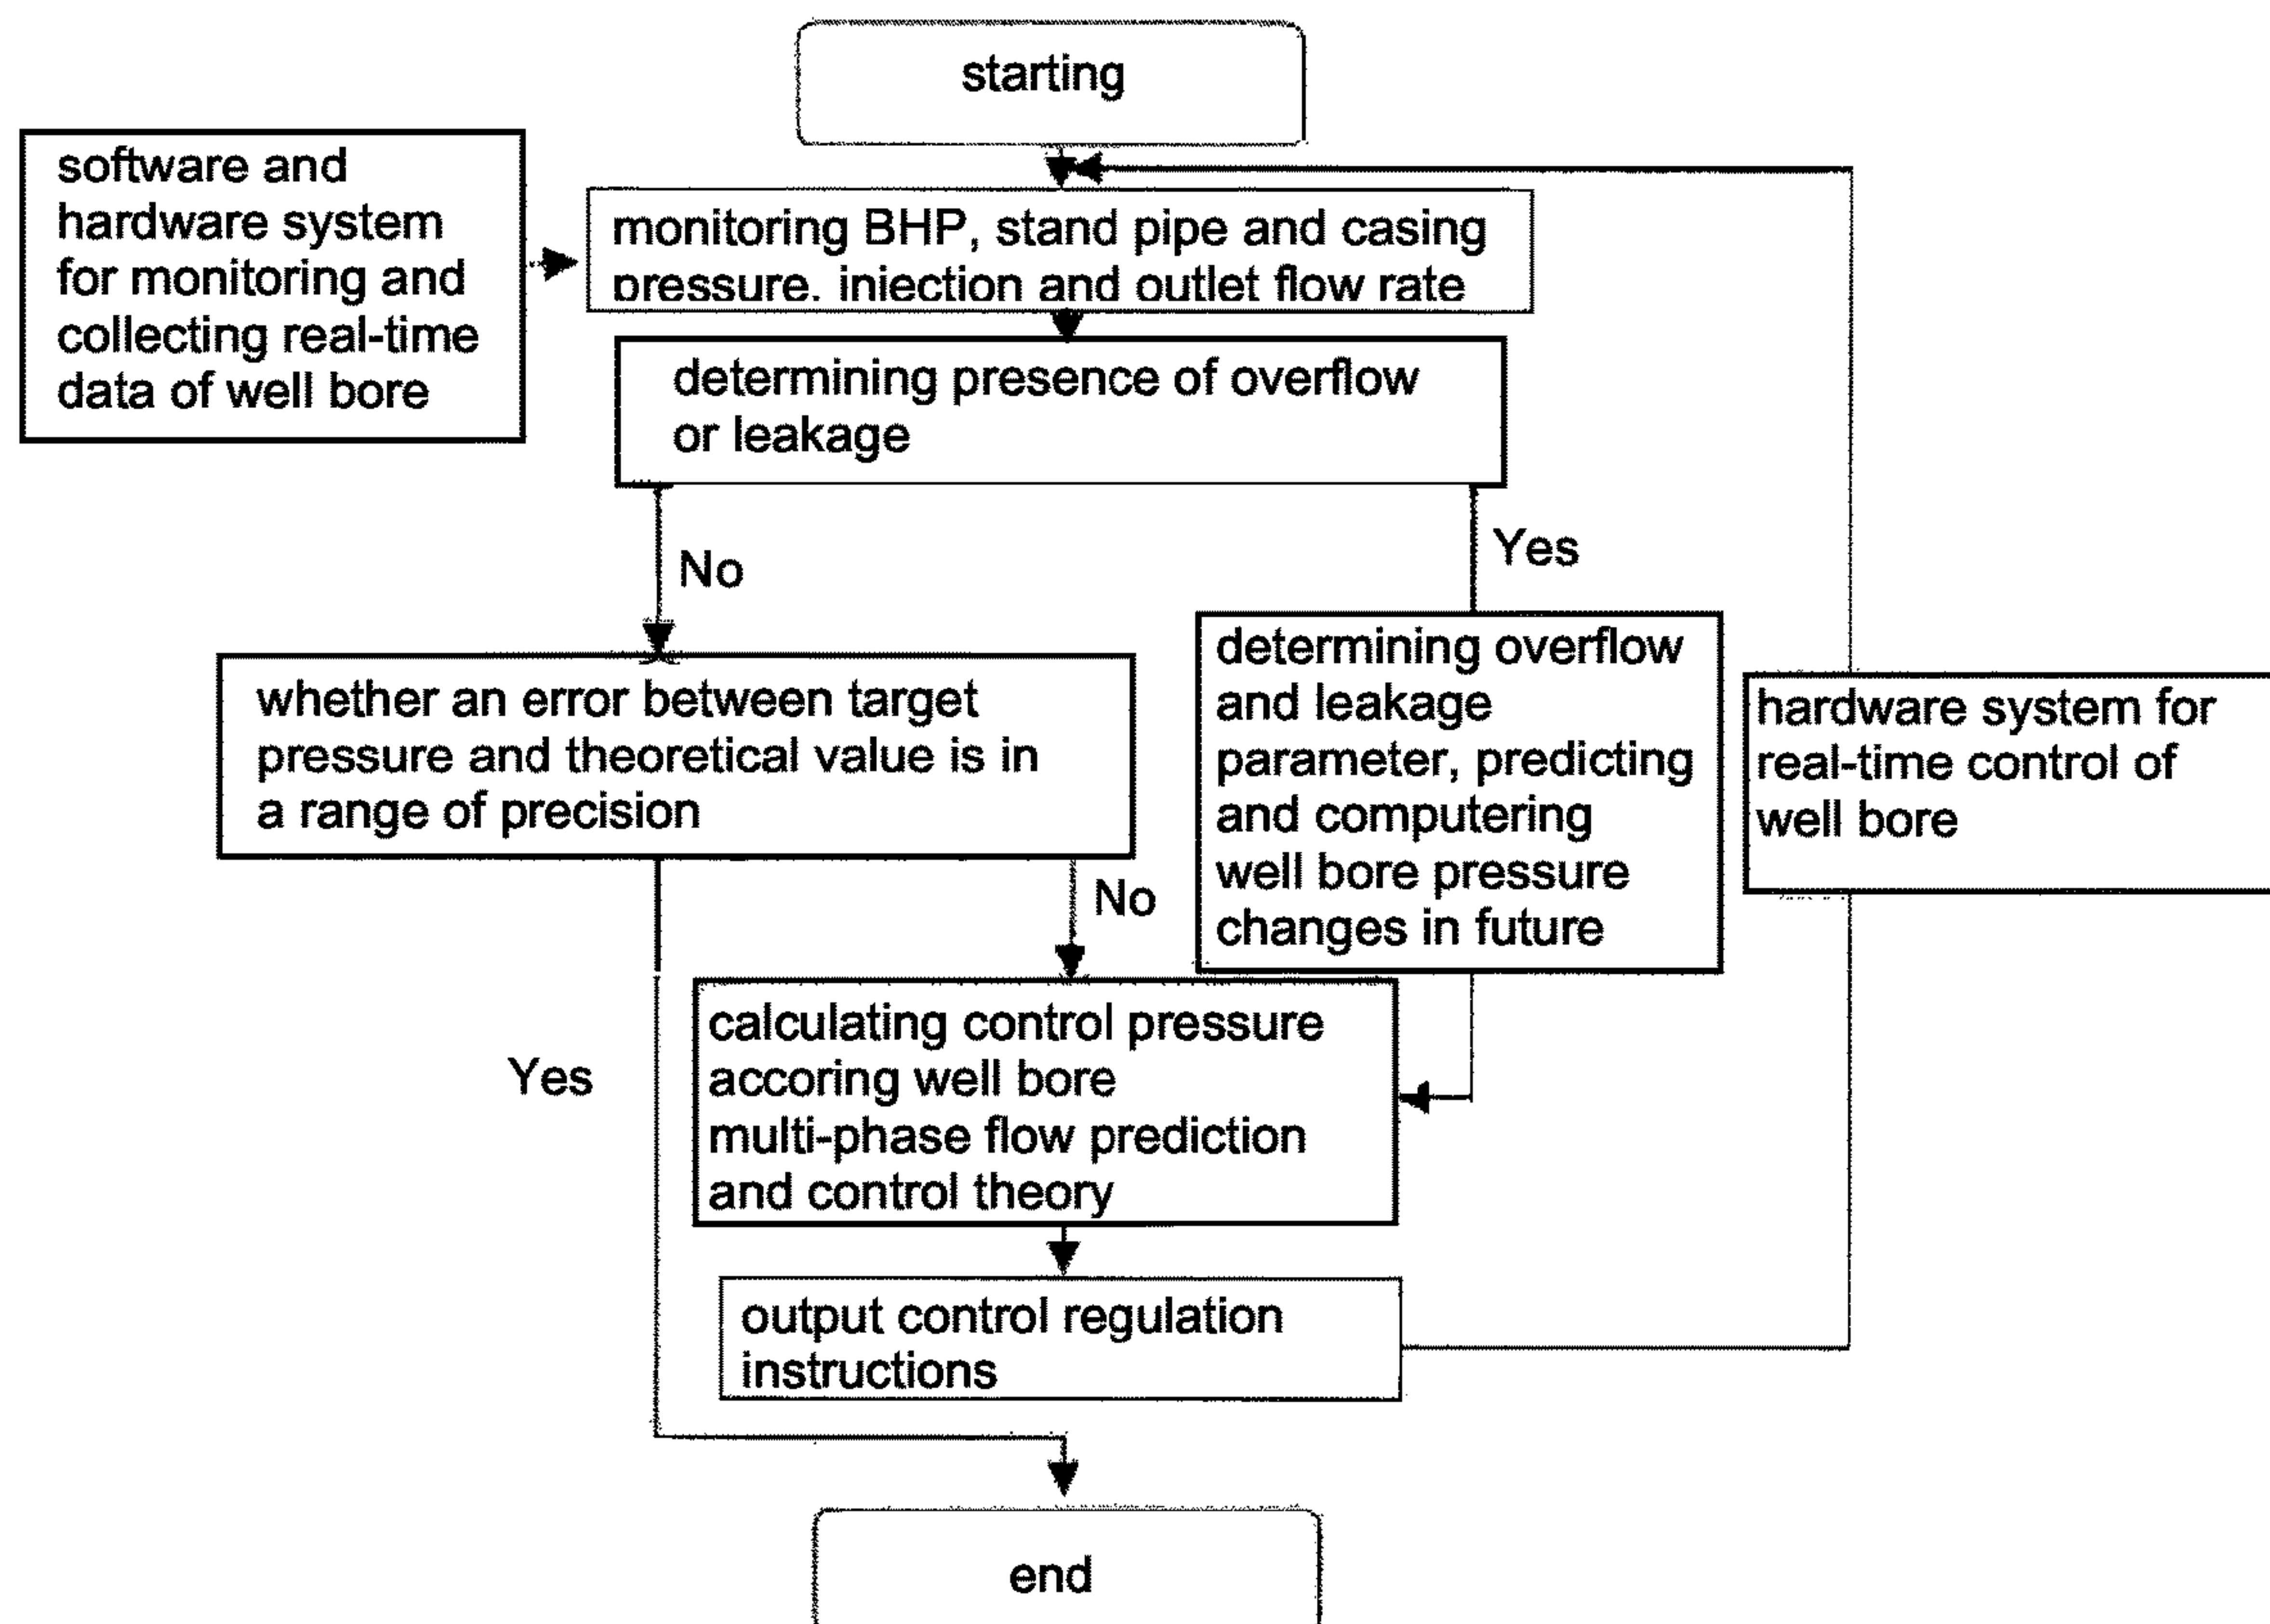 starting
software and
hardware system
for monitoring and
collecting real-time
data of well bore
monitoring BHP, stand pipe and casing
pressure, injection and outlet flow rate
determining presence of overflow
or leakage
No
Yes
whether an error between target
pressure and theoretical value is in
a range of precision
determining overflow
and leakage
parameter, predicting
and computering
well bore pressure
changes in future
hardware system for
real-time control of
well bore
No
Yes
calculating control pressure
accoring well bore
multi-phase flow prediction
and control theory
output control regulation
instructions
end